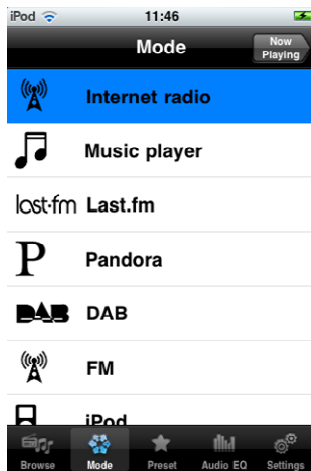 iPod 11:46
Mode
Now
Playing
Internet radio
Music player
lost·fm Last.fm
P Pandora
DAB DAB
FM
iPod
Browse Mode Preset Audio EQ Settings